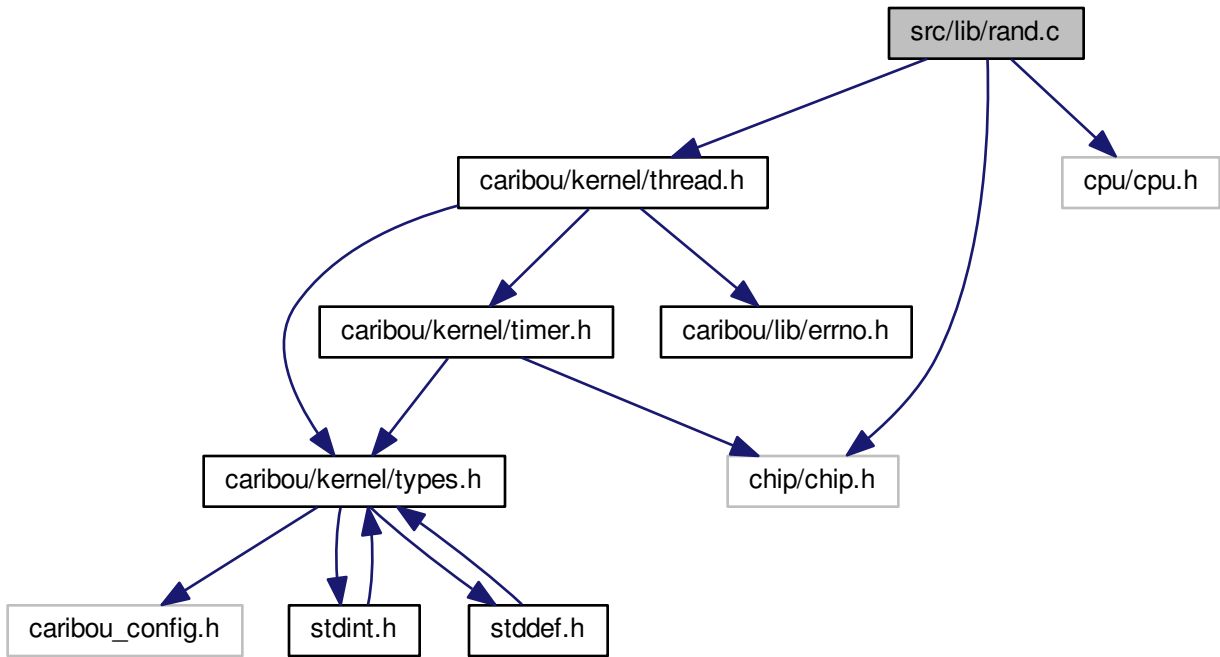 src/lib/rand.c
caribou/kernel/thread.h
cpu/cpu.h
caribou/kernel/timer.h
caribou/lib/errno.h
caribou/kernel/types.h
chip/chip.h
caribou_config.h
stdint.h
stddef.h